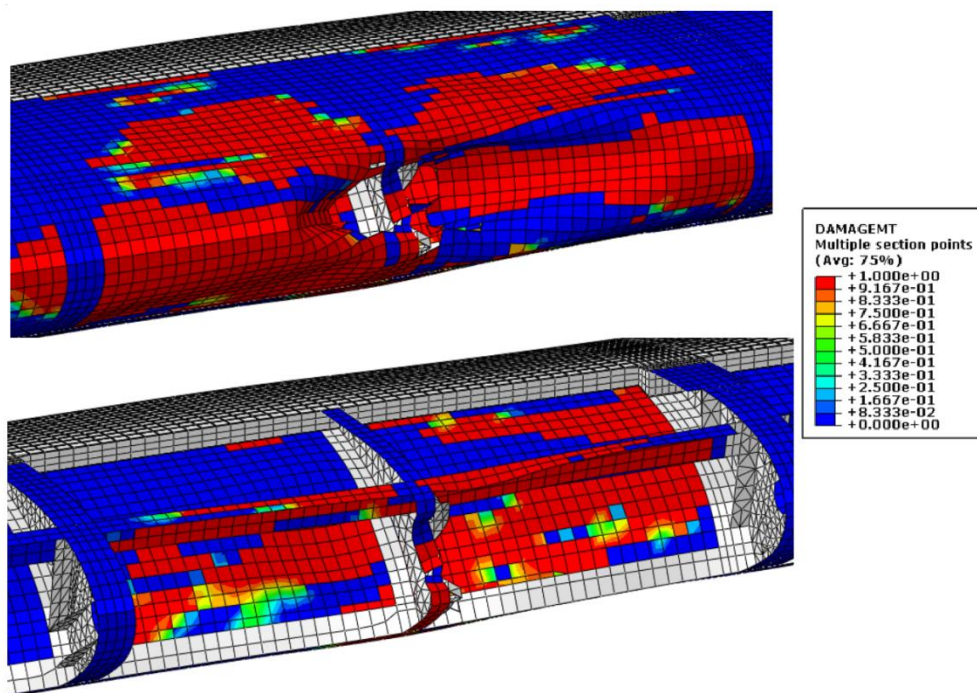 DAMAGEMT
Multiple section points
(Avg: 75%)
+1.000e+00
+9.167e-01
+8.333e-01
+7.500e-01
+6.667e-01
+5.833e-01
+5.000e-01
+4.167e-01
+3.333e-01
+2.500e-01
+1.667e-01
+8.333e-02
+0.000e+00